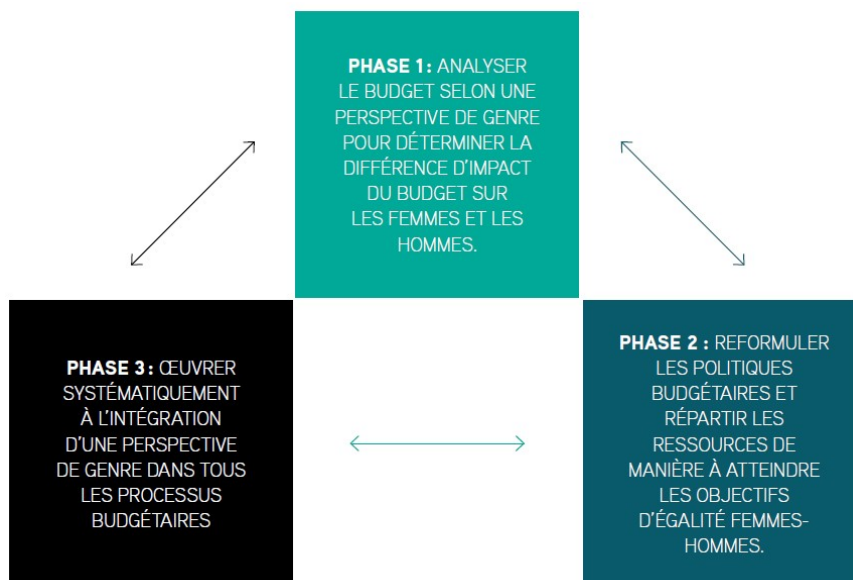 PHASE 1 : ANALYSER
LE BUDGET SELON UNE
PERSPECTIVE DE GENRE
POUR DÉTERMINER LA
DIFFÉRENCE D'IMPACT
DU BUDGET SUR
LES FEMMES ET LES
HOMMES.
PHASE 2 : REFORMULER
LES POLITIQUES
BUDGÉTAIRES ET
RÉPARTIR LES
RESSOURCES DE
MANIÈRE À ATTEINDRE
LES OBJECTIFS
D'ÉGALITÉ FEMMES-
HOMMES.
PHASE 3 : ŒUVRER
SYSTÉMATIQUEMENT
À L'INTÉGRATION
D'UNE PERSPECTIVE
DE GENRE DANS TOUS
LES PROCESSUS
BUDGÉTAIRES